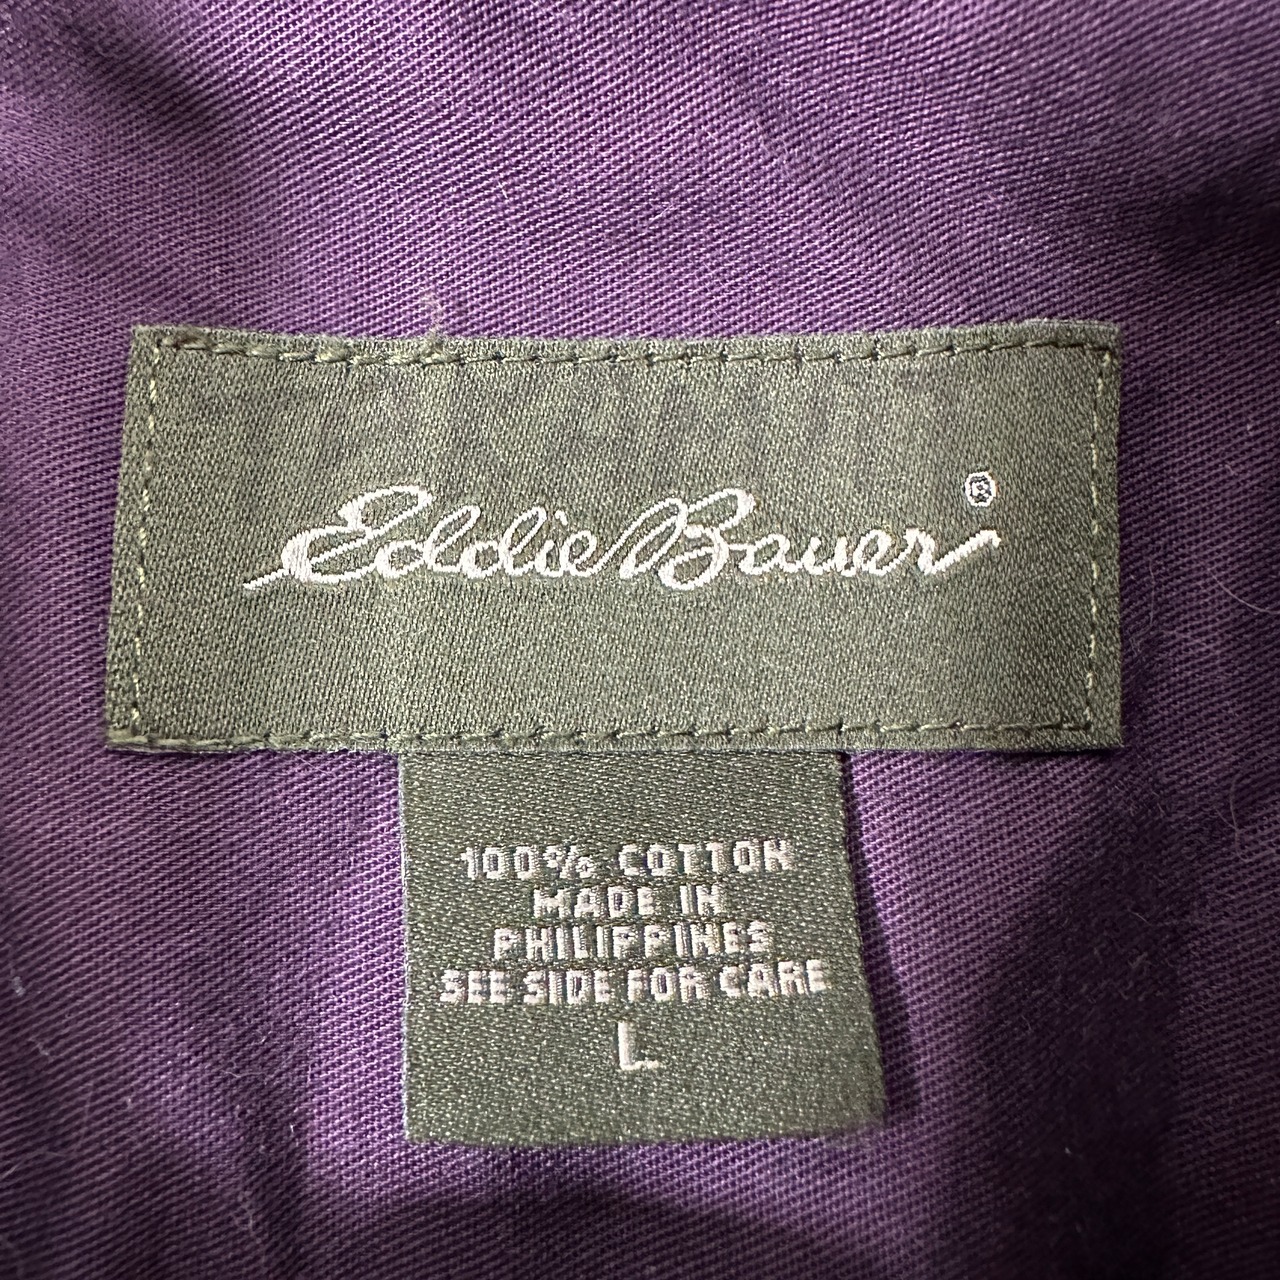 Eddie Bauer®
100% COTTON
MADE IN
PHILIPPINES
SEE SIDE FOR CARE
L